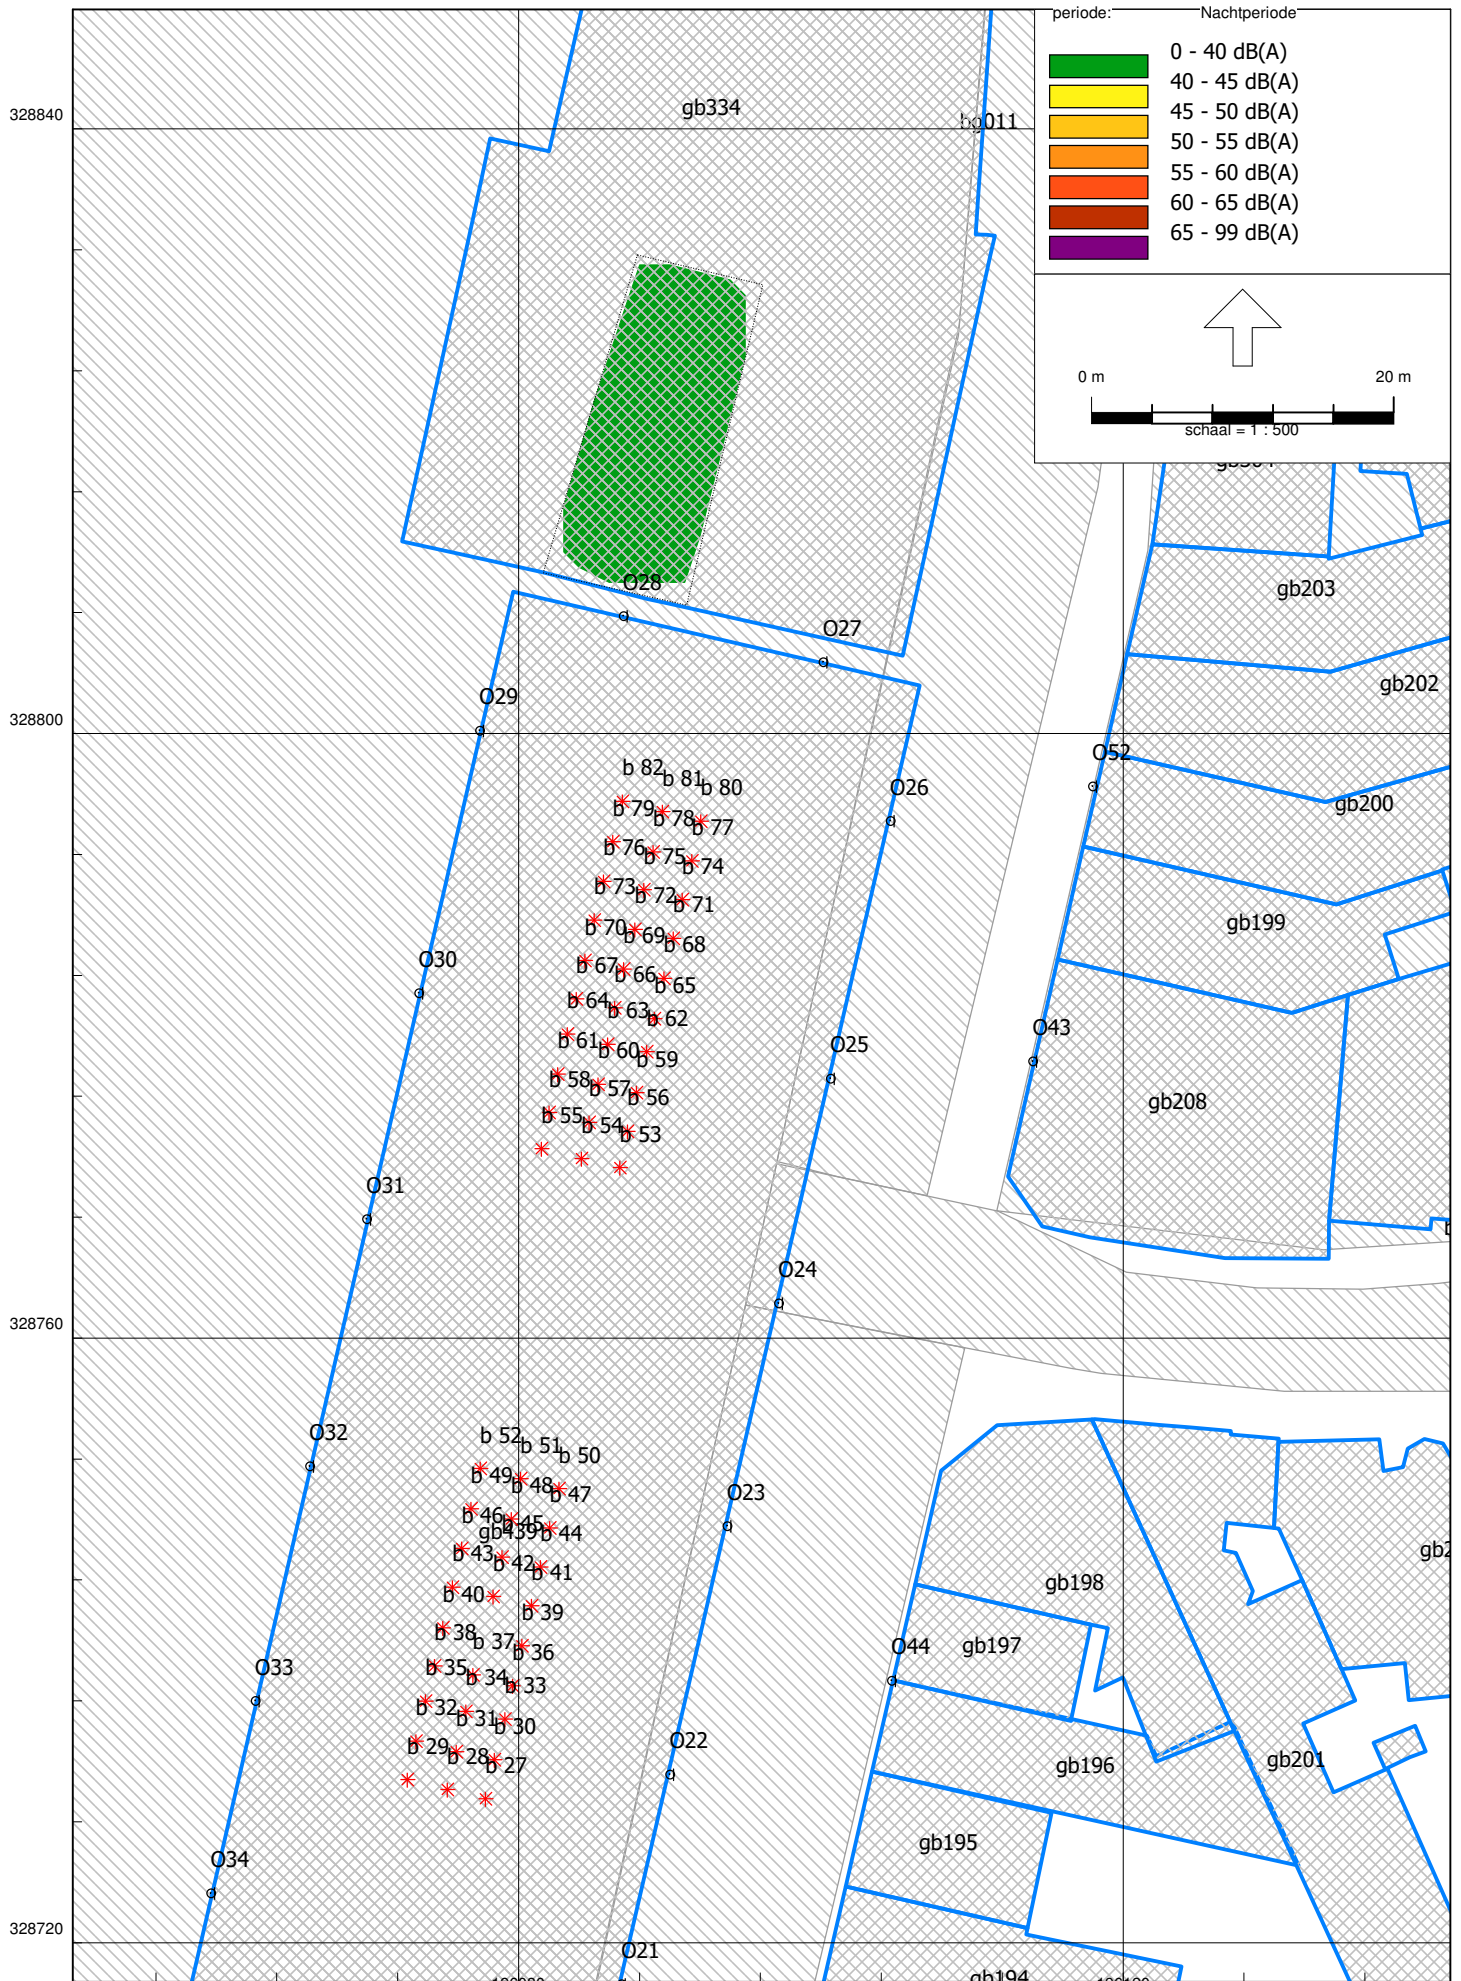 periode: Nachtperiode
0 - 40 dB(A)
40 - 45 dB(A)
45 - 50 dB(A)
50 - 55 dB(A)
55 - 60 dB(A)
60 - 65 dB(A)
65 - 99 dB(A)
0 m 20 m
schaal = 1 : 500
328840
gb334
bg011
gb203
O28
O27
gb202
O29
328800
O52
b 82
b 81
b 80
O26
gb200
b 79
b 78
b 77
b 76
b 75
b 74
b 73
b 72
b 71
gb199
b 70
b 69
b 68
O30
b 67
b 66
b 65
b 64
b 63
b 62
O43
b 61
b 60
b 59
O25
b 58
b 57
b 56
gb208
b 55
b 54
b 53
O31
O24
328760
O32
b 52
b 51
b 50
b 49
b 48
b 47
O23
b 46
b 45
b 44
gb439
b 43
b 42
b 41
gb198
b 40
b 39
b 38
b 37
b 36
O44
gb197
O33
b 35
b 34
b 33
b 32
b 31
b 30
O22
b 29
b 28
b 27
gb196
gb201
gb195
O34
328720
O21
gb194